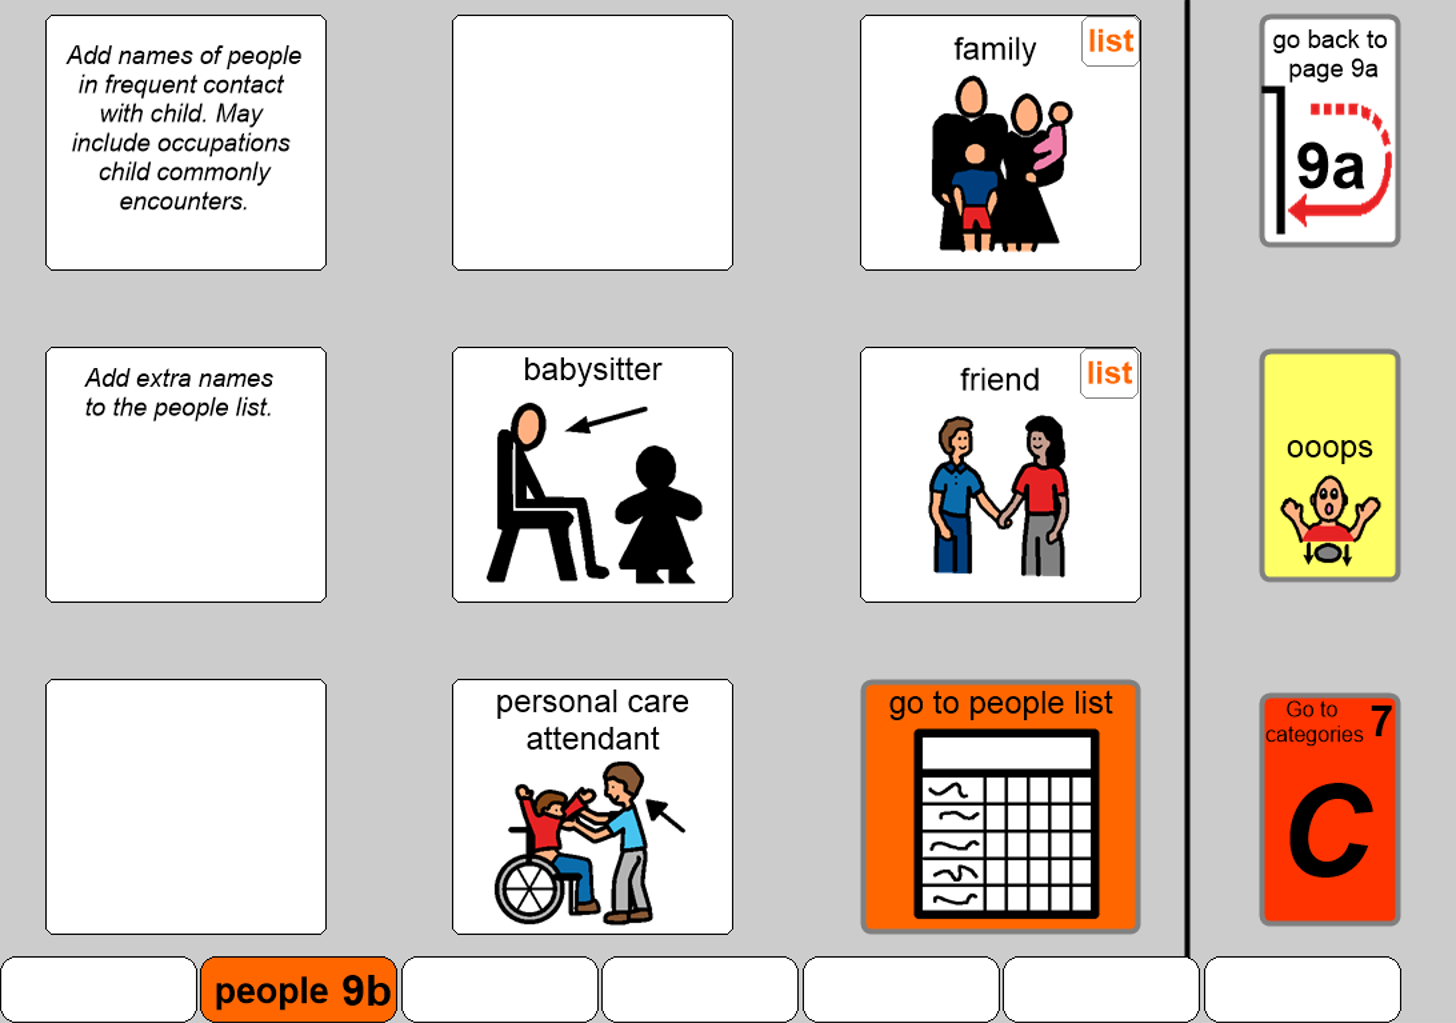 Add names of people
in frequent contact
with child. May
include occupations
child commonly
encounters.
family
list
go back to
page 9a
9a
Add extra names
to the people list.
babysitter
friend
list
ooops
personal care
attendant
go to people list
Go to
categories 7
C
people 9b